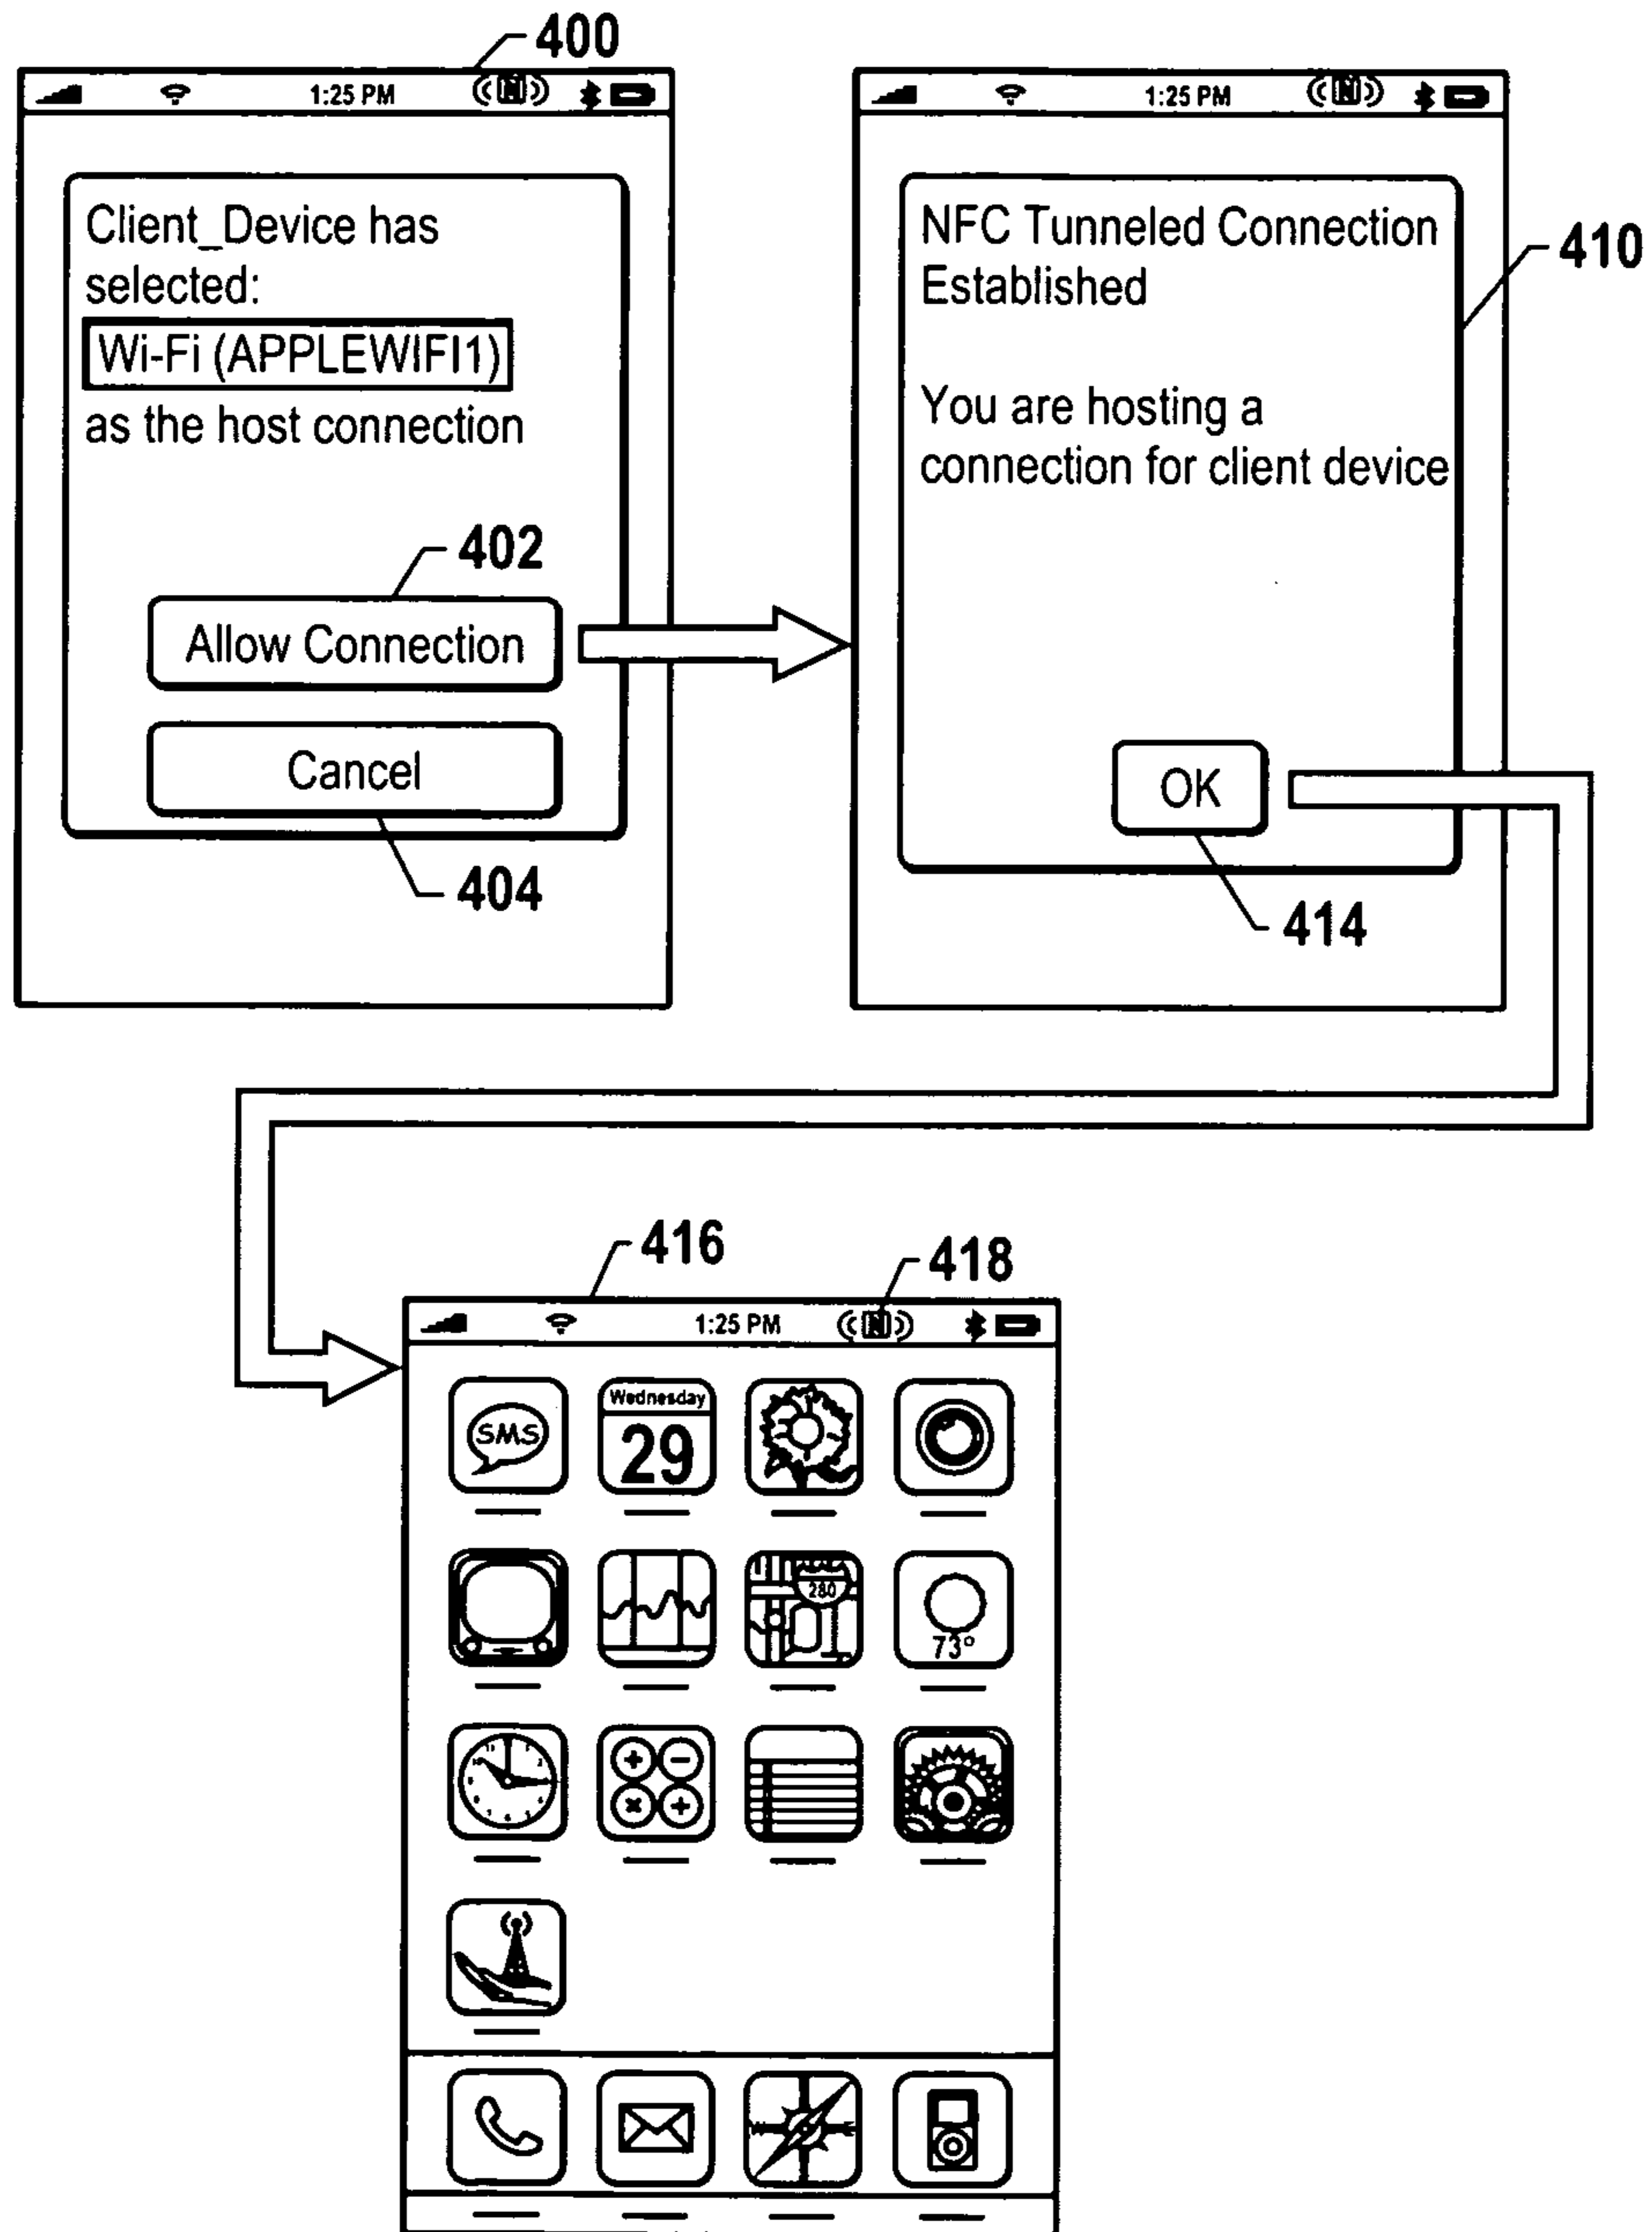 400
1:25 PM
N
Client_Device has
selected:
Wi-Fi (APPLEWIFI1)
as the host connection
402
Allow Connection
Cancel
404
1:25 PM
N
NFC Tunneled Connection
Established
410
You are hosting a
connection for client device
OK
414
416
418
1:25 PM
N
SMS
Wednesday
29
280
73°